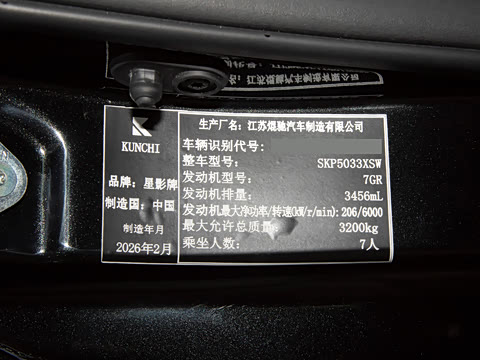 KUNCHI
品牌：星影牌
制造国：中国
制造年月
2026年2月
生产厂名：江苏焜驰汽车制造有限公司
车辆识别代号：
整车型号： SKP5033XSW
发动机型号： 7GR
发动机排量： 3456mL
发动机最大净功率/转速(kW/r/min)：206/6000
最大允许总质量： 3200kg
乘坐人数： 7人